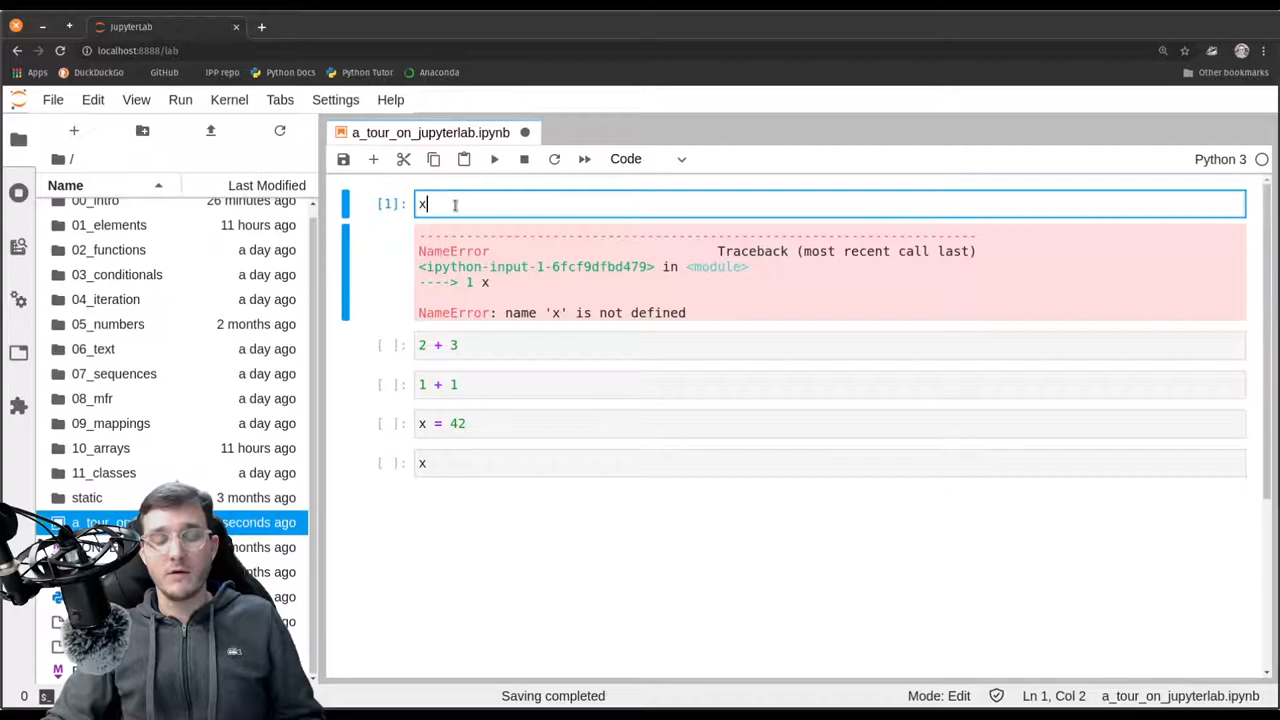 JupyterLab
localhost:8888/lab
Apps DuckDuckGo GitHub IPP repo Python Docs Python Tutor Anaconda Other bookmarks
File Edit View Run Kernel Tabs Settings Help
a_tour_on_jupyterlab.ipynb
/
Code Python 3
Name Last Modified
00_intro 26 minutes ago
01_elements 11 hours ago
02_functions a day ago
03_conditionals a day ago
04_iteration a day ago
05_numbers 2 months ago
06_text a day ago
07_sequences a day ago
08_mfr a day ago
09_mappings a day ago
10_arrays 11 hours ago
11_classes a day ago
static 3 months ago
a_tour_on seconds ago
months ago
ago
ago
ago
ago
[1]: x
---------------------------------------------------------------------------
NameError Traceback (most recent call last)
<ipython-input-1-6fcf9dfbd479> in <module>
----> 1 x
NameError: name 'x' is not defined
[ ]: 2 + 3
[ ]: 1 + 1
[ ]: x = 42
[ ]: x
0 $_ Saving completed Mode: Edit Ln 1, Col 2 a_tour_on_jupyterlab.ipynb